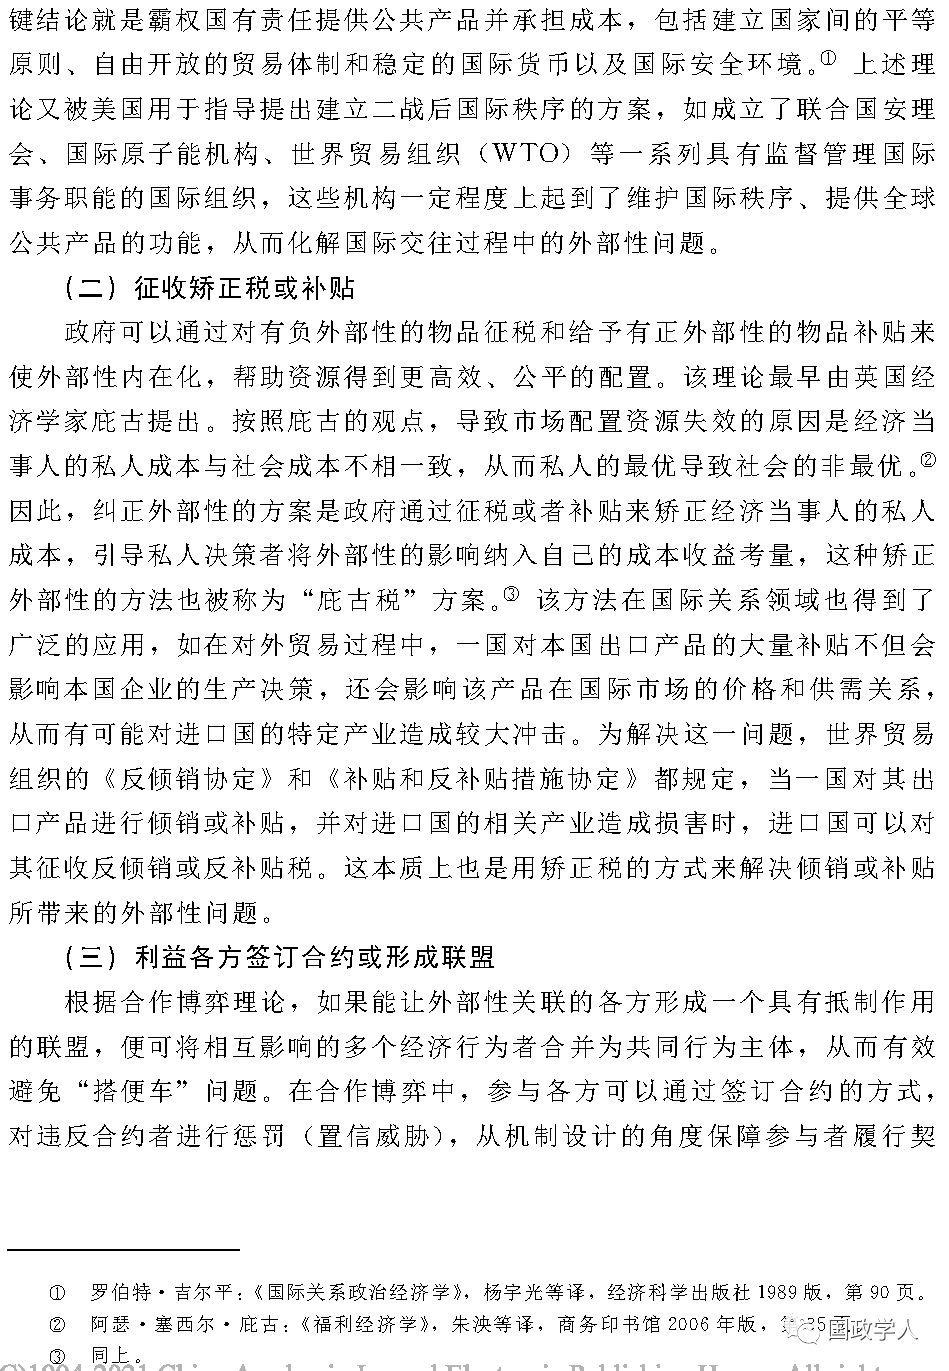 键结论就是霸权国有责任提供公共产品并承担成本，包括建立国家间的平等
原则、自由开放的贸易体制和稳定的国际货币以及国际安全环境。① 上述理
论又被美国用于指导提出建立二战后国际秩序的方案，如成立了联合国安理
会、国际原子能机构、世界贸易组织（WTO）等一系列具有监督管理国际
事务职能的国际组织，这些机构一定程度上起到了维护国际秩序、提供全球
公共产品的功能，从而化解国际交往过程中的外部性问题。
（二）征收矫正税或补贴
政府可以通过对有负外部性的物品征税和给予有正外部性的物品补贴来
使外部性内在化，帮助资源得到更高效、公平的配置。该理论最早由英国经
济学家庇古提出。按照庇古的观点，导致市场配置资源失效的原因是经济当
事人的私人成本与社会成本不相一致，从而私人的最优导致社会的非最优。②
因此，纠正外部性的方案是政府通过征税或者补贴来矫正经济当事人的私人
成本，引导私人决策者将外部性的影响纳入自己的成本收益考量，这种矫正
外部性的方法也被称为“庇古税”方案。③ 该方法在国际关系领域也得到了
广泛的应用，如在对外贸易过程中，一国对本国出口产品的大量补贴不但会
影响本国企业的生产决策，还会影响该产品在国际市场的价格和供需关系，
从而有可能对进口国的特定产业造成较大冲击。为解决这一问题，世界贸易
组织的《反倾销协定》和《补贴和反补贴措施协定》都规定，当一国对其出
口产品进行倾销或补贴，并对进口国的相关产业造成损害时，进口国可以对
其征收反倾销或反补贴税。这本质上也是用矫正税的方式来解决倾销或补贴
所带来的外部性问题。
（三）利益各方签订合约或形成联盟
根据合作博弈理论，如果能让外部性关联的各方形成一个具有抵制作用
的联盟，便可将相互影响的多个经济行为者合并为共同行为主体，从而有效
避免“搭便车”问题。在合作博弈中，参与各方可以通过签订合约的方式，
对违反合约者进行惩罚（置信威胁），从机制设计的角度保障参与者履行契
① 罗伯特·吉尔平：《国际关系政治经济学》，杨宇光等译，经济科学出版社 1989 版，第 90 页。
② 阿瑟·塞西尔·庇古：《福利经济学》，朱泱等译，商务印书馆 2006 年版，
国政学人
③ 同上。